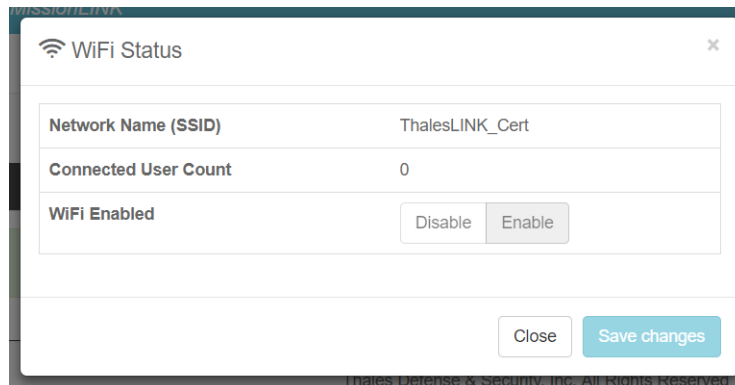 MissionLINK
WiFi Status
×
Network Name (SSID) ThalesLINK_Cert
Connected User Count 0
WiFi Enabled Disable Enable
Close Save changes
Thales Defense & Security, Inc. All Rights Reserved.